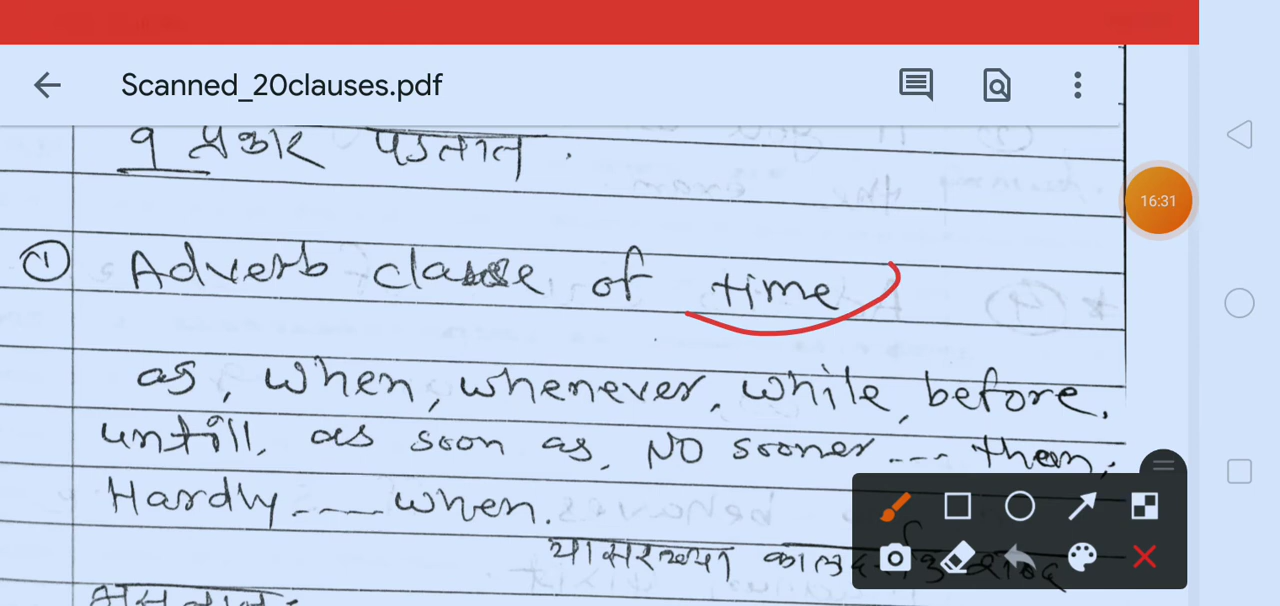 Scanned_20clauses.pdf
16:31
९ प्रकार पडतात.
① Adverb clause of time
as, when, whenever, while, before,
untill, as soon as, NO sooner --- than,
Hardly ---- when.
यासारख्या